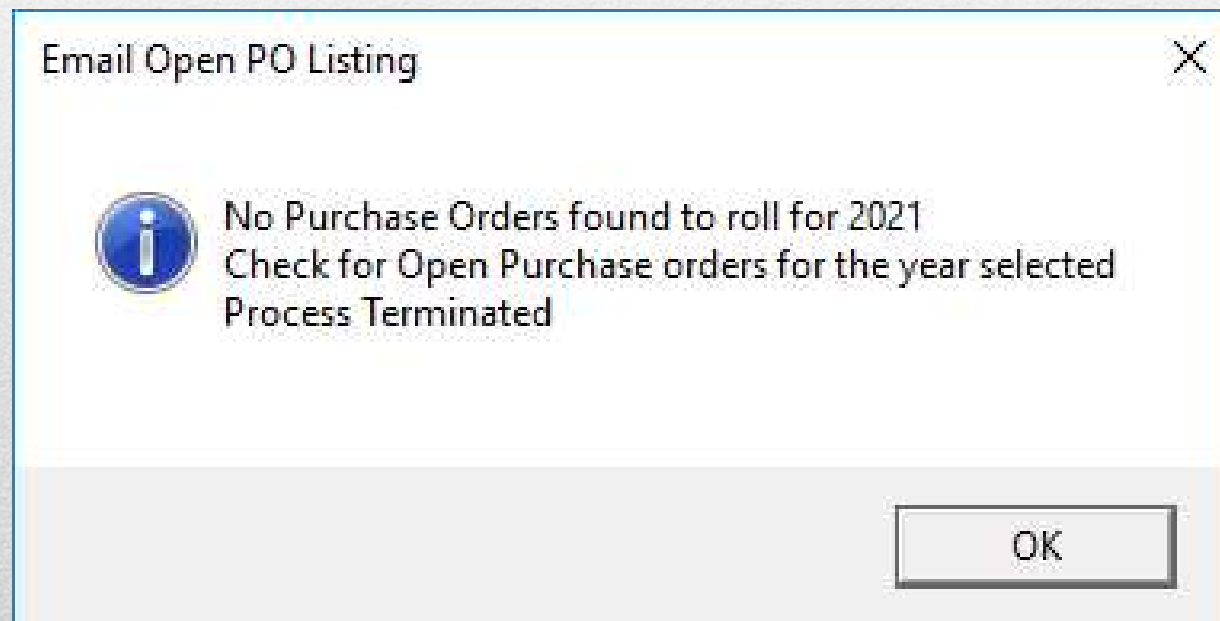 Email Open PO Listing
No Purchase Orders found to roll for 2021
Check for Open Purchase orders for the year selected
Process Terminated
OK